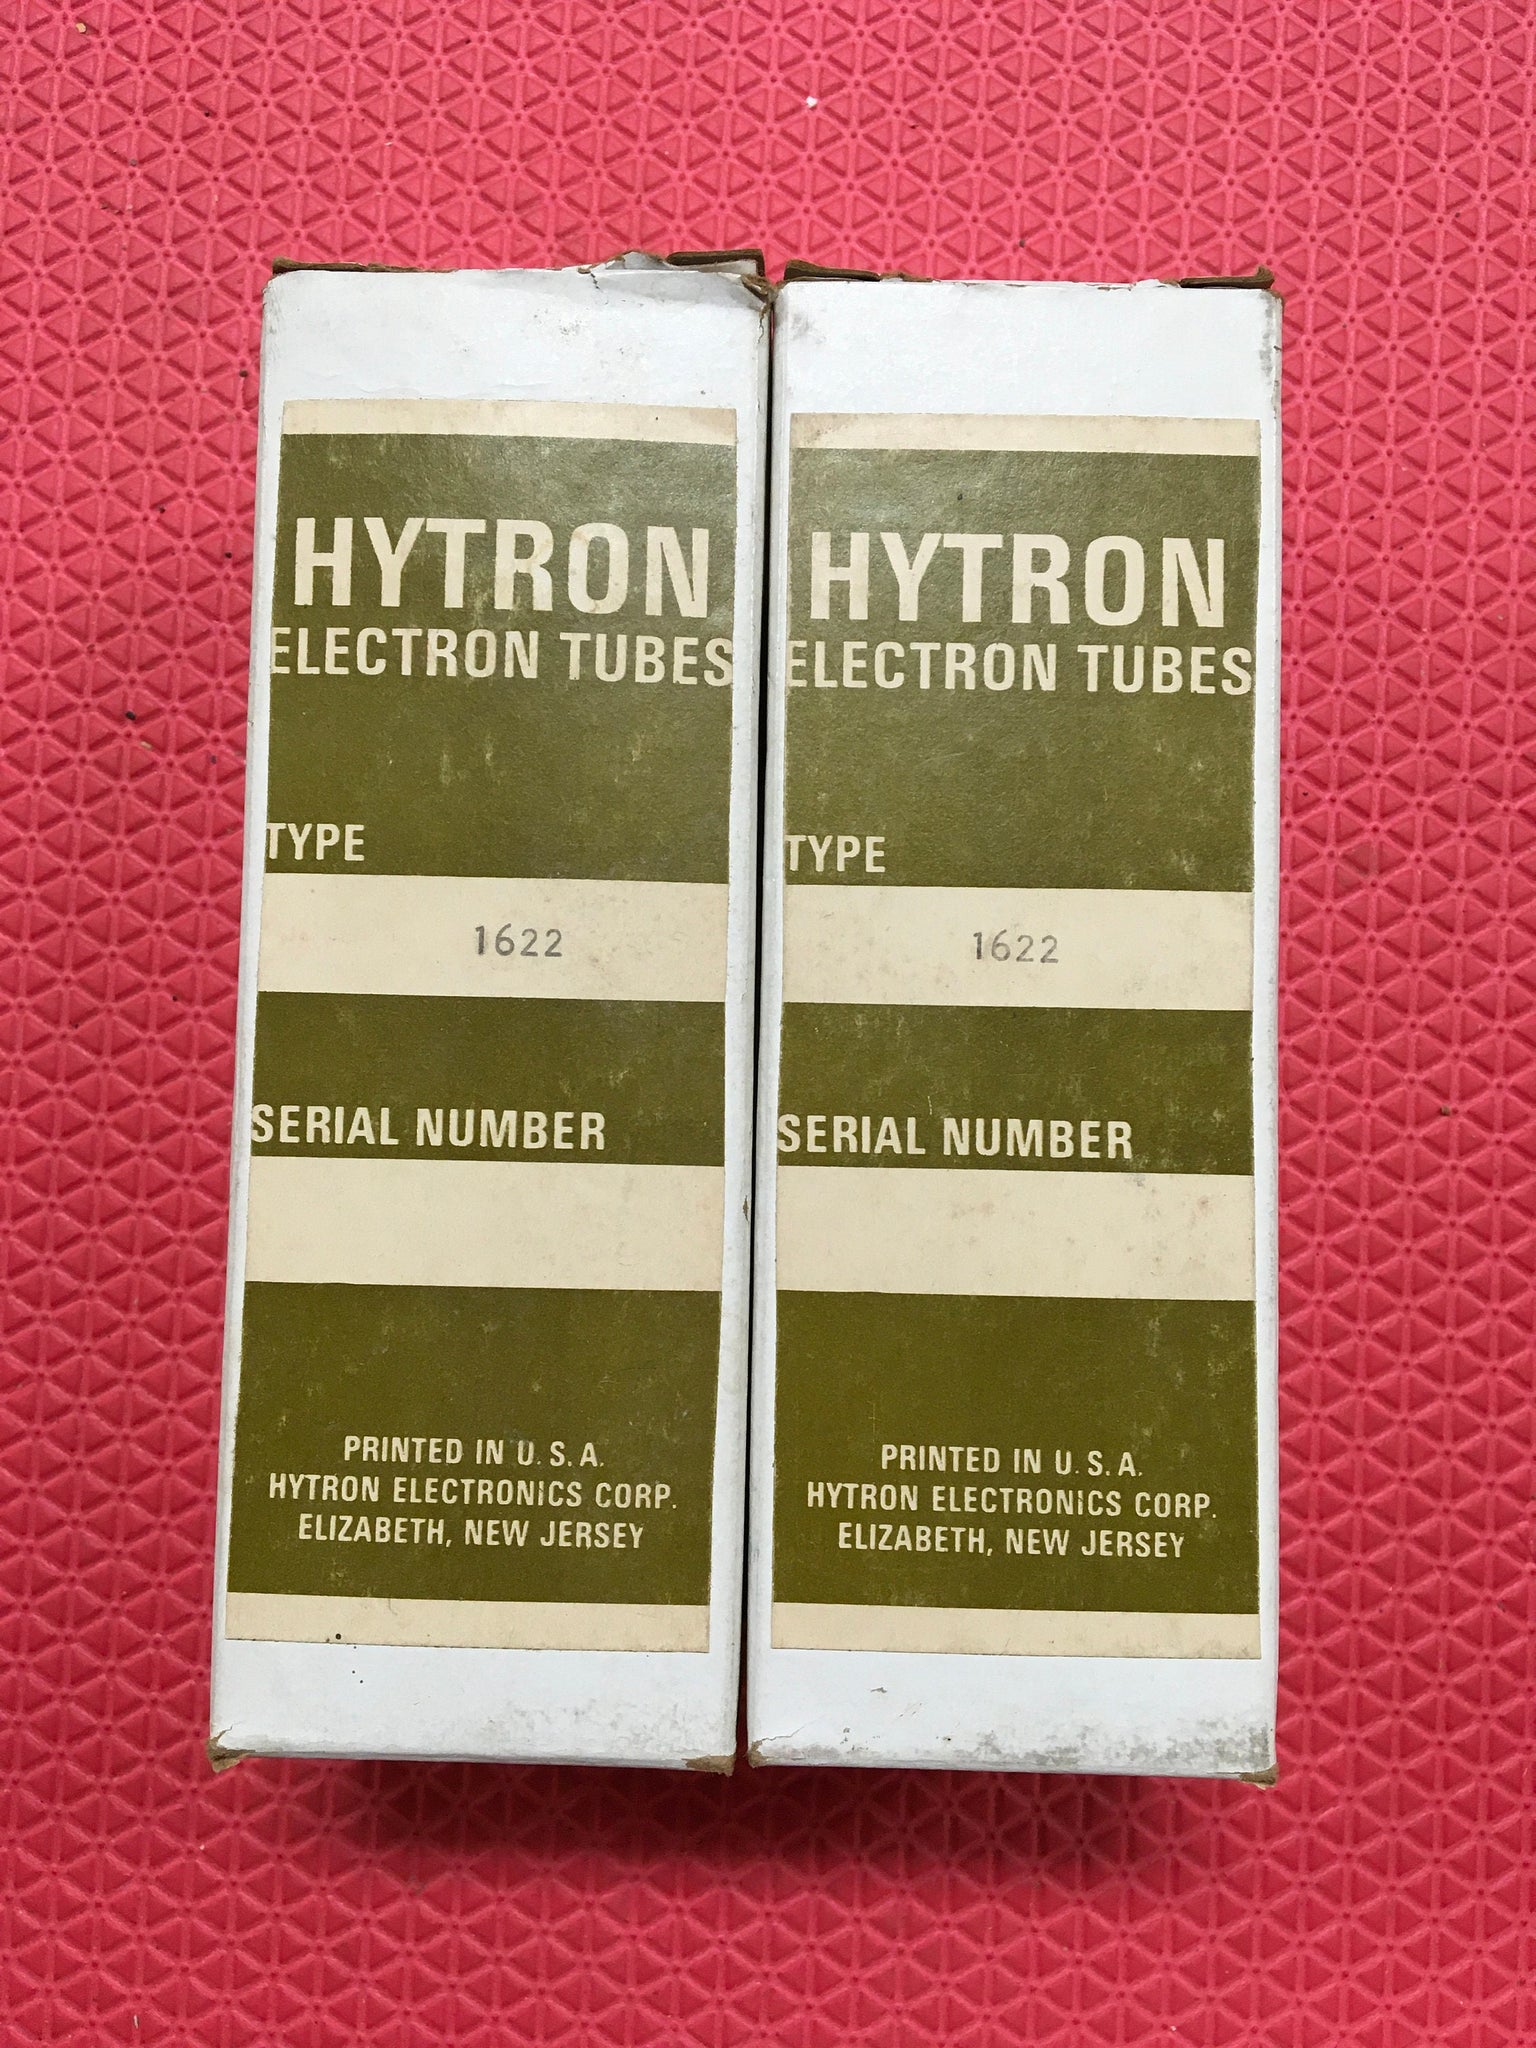 HYTRON
ELECTRON TUBES
TYPE
1622
SERIAL NUMBER
PRINTED IN U.S.A.
HYTRON ELECTRONICS CORP.
ELIZABETH, NEW JERSEY
HYTRON
ELECTRON TUBES
TYPE
1622
SERIAL NUMBER
PRINTED IN U.S.A.
HYTRON ELECTRONICS CORP.
ELIZABETH, NEW JERSEY